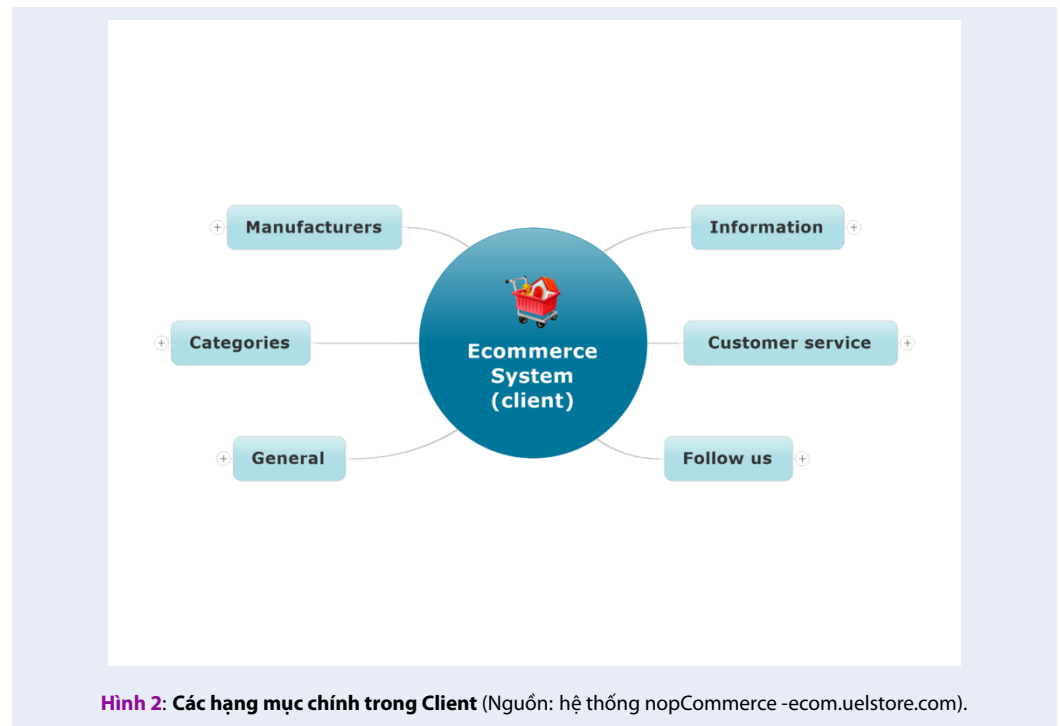 Manufacturers
Information
Categories
Ecommerce
System
(client)
Customer service
General
Follow us
Hình 2: Các hạng mục chính trong Client (Nguồn: hệ thống nopCommerce -ecom.uelstore.com).